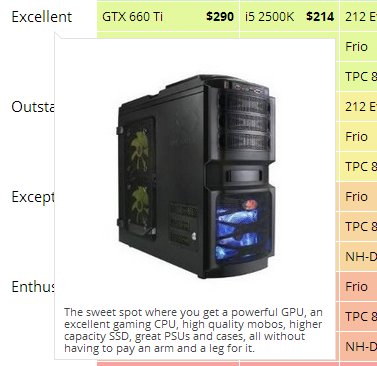 Excellent GTX 660 Ti $290 i5 2500K $214 212 E
Frio
TPC 8
Outsta 212 E
Frio
TPC 8
Except Frio
TPC 8
NH-D
Enthus Frio
TPC 8
The sweet spot where you get a powerful GPU, an
excellent gaming CPU, high quality mobos, higher
capacity SSD, great PSUs and cases, all without
having to pay an arm and a leg for it.
NH-D